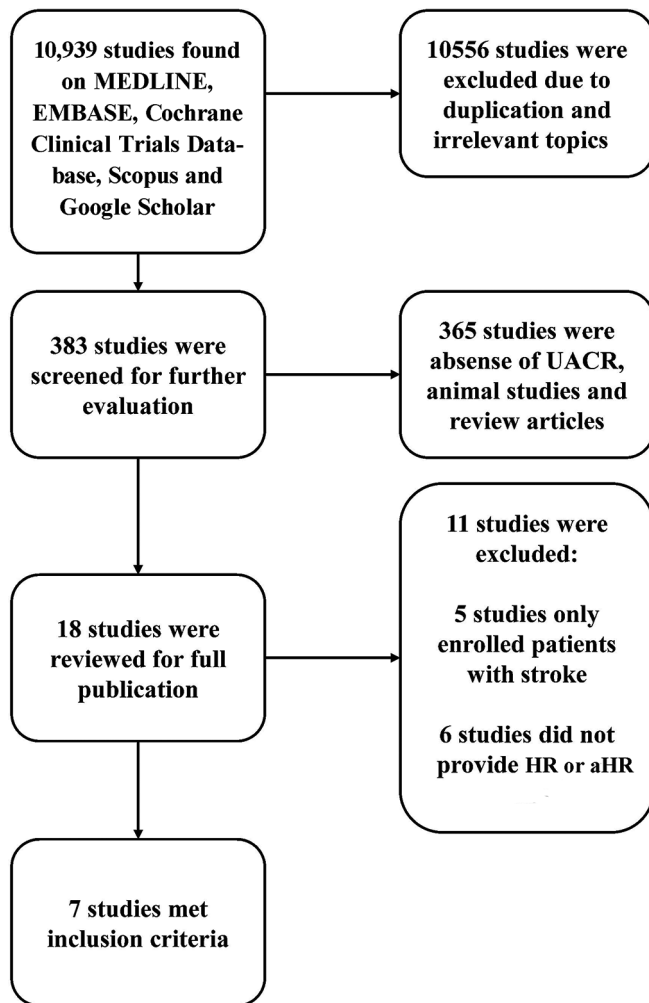 10,939 studies found
on MEDLINE,
EMBASE, Cochrane
Clinical Trials Data-
base, Scopus and
Google Scholar
10556 studies were
excluded due to
duplication and
irrelevant topics
383 studies were
screened for further
evaluation
365 studies were
absense of UACR,
animal studies and
review articles
18 studies were
reviewed for full
publication
11 studies were
excluded:
5 studies only
enrolled patients
with stroke
6 studies did not
provide HR or aHR
7 studies met
inclusion criteria